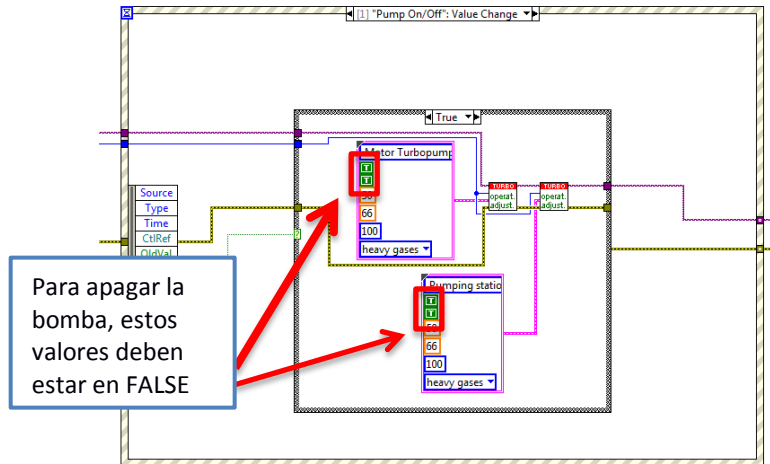 [1] "Pump On/Off": Value Change
True
Motor Turbopump
T
T
66
100
heavy gases
TURBO
operat.
adjust.
TURBO
operat.
adjust.
Source
Type
Time
CtlRef
OldVal
?
Pumping statio
T
T
66
100
heavy gases
Para apagar la
bomba, estos
valores deben
estar en FALSE